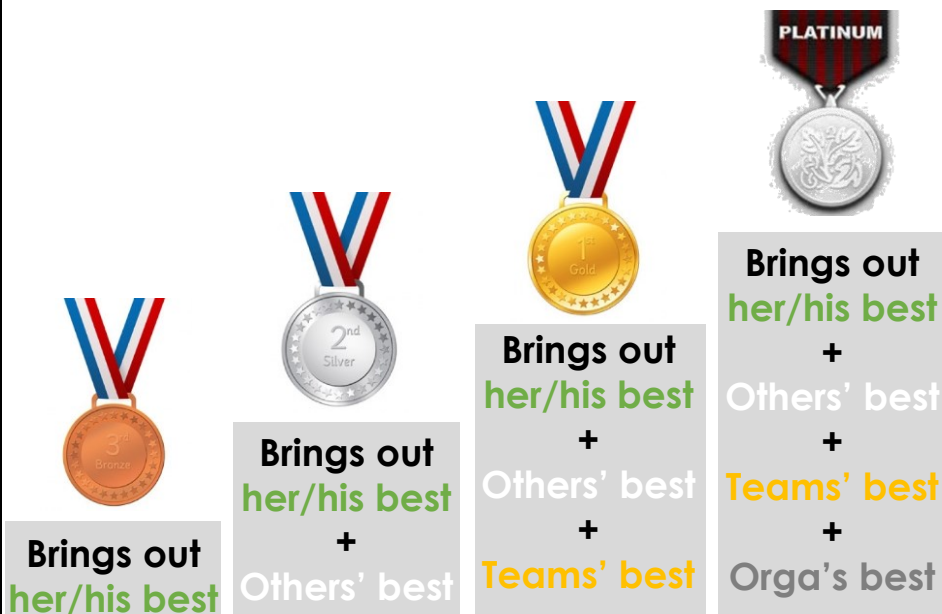 3rd
Bronze
Brings out
her/his best
2nd
Silver
Brings out
her/his best
+
Others’ best
1st
Gold
Brings out
her/his best
+
Others’ best
+
Teams’ best
PLATINUM
Brings out
her/his best
+
Others’ best
+
Teams’ best
+
Orga’s best